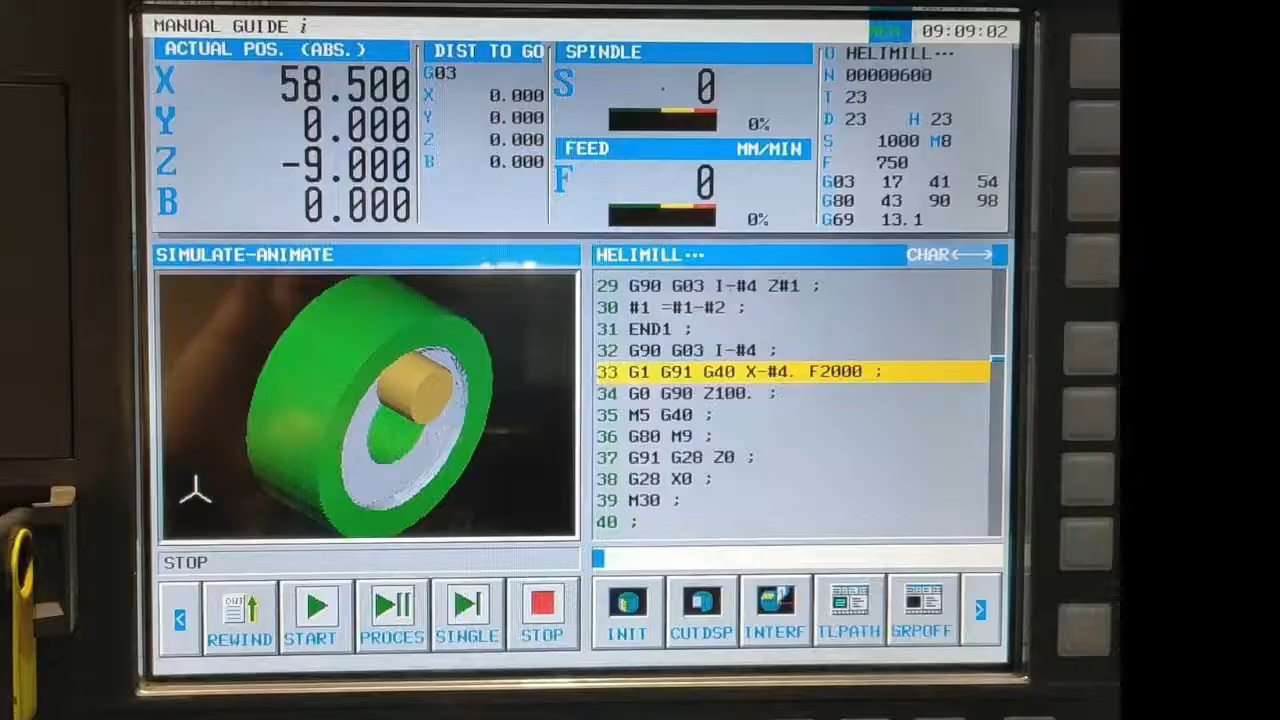 MANUAL GUIDE i
09:09:02
ACTUAL POS. (ABS.)
X 58.500
Y 0.000
Z -9.000
B 0.000
DIST TO GO
G03
X 0.000
Y 0.000
Z 0.000
B 0.000
SPINDLE
S 0
0%
FEED MM/MIN
F 0
0%
O HELIMILL···
N 00000600
T 23
D 23 H 23
S 1000 M8
F 750
G03 17 41 54
G80 43 90 98
G69 13.1
SIMULATE-ANIMATE
HELIMILL··· CHAR
29 G90 G03 I-#4 Z#1 ;
30 #1 =#1-#2 ;
31 END1 ;
32 G90 G03 I-#4 ;
33 G1 G91 G40 X-#4. F2000 ;
34 G0 G90 Z100. ;
35 M5 G40 ;
36 G80 M9 ;
37 G91 G28 Z0 ;
38 G28 X0 ;
39 M30 ;
40 ;
STOP
< REWIND START PROCES SINGLE STOP INIT CUTDSP INTERF TLPATH GRPOFF >